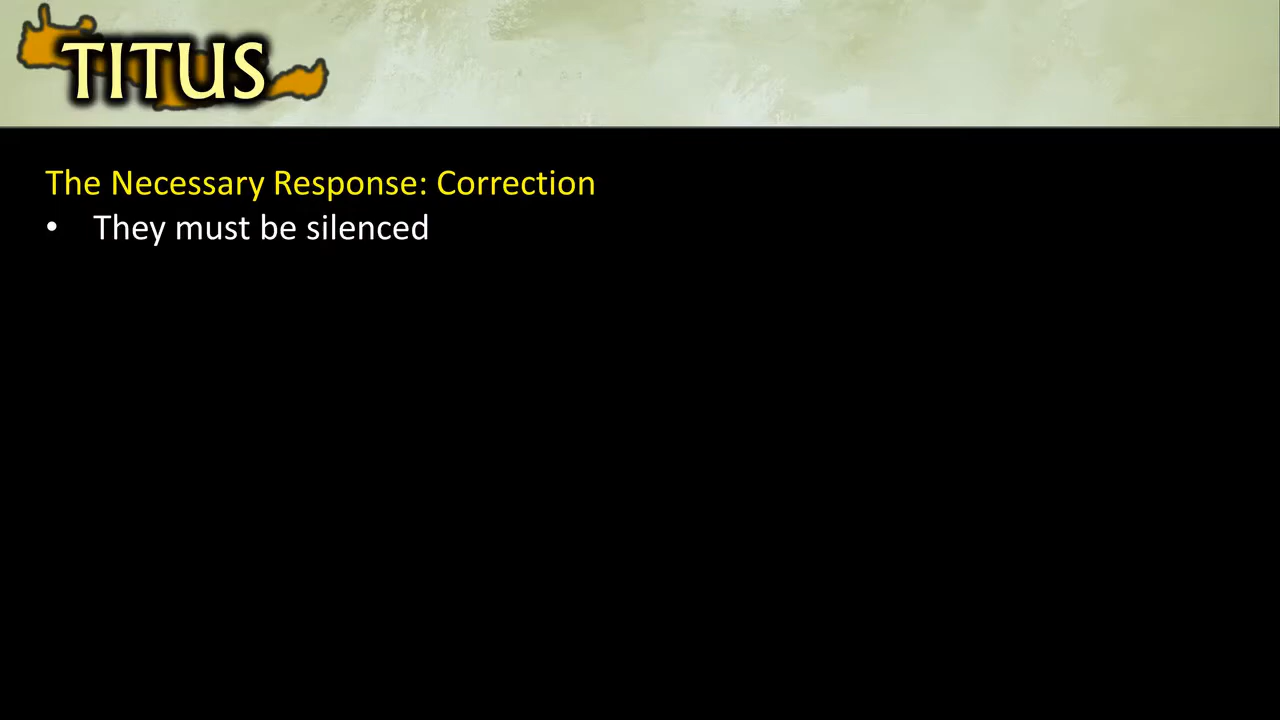 TITUS
The Necessary Response: Correction
• They must be silenced